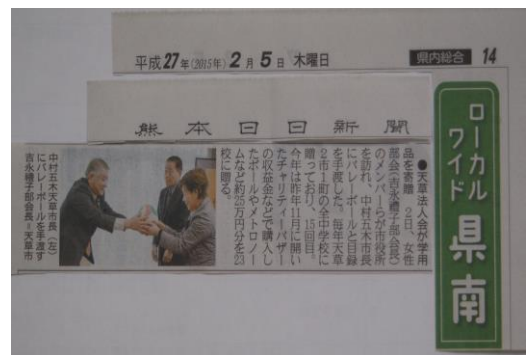 平成27年(2015年)2月5日 木曜日
県内総合 14
熊本日日新聞
ローカル
ワイド
県南
●天草法人会が学用
品を寄贈 2日、女性
部会(吉永禮子部会長)
のメンバーらが市役所
を訪れ、中村五木市長
にバレーボールと目録
を手渡した。毎年天草
2市1町の全中学校に
贈っており、15回目。
今年は昨年11月に開い
たチャリティーバザー
の収益金などで購入し
たボールやメトロノー
ムなど約25万円分を23
校に贈る。
中村五木天草市長(左)
にバレーボールを手渡す
吉永禮子部会長=天草市